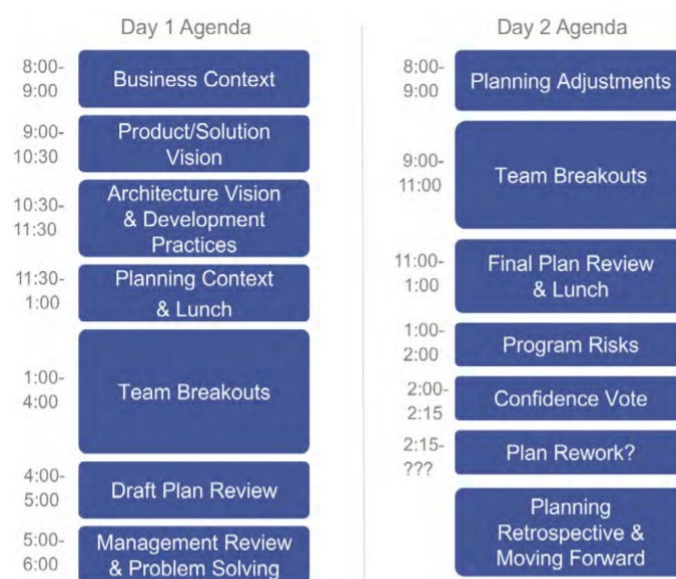 Day 1 Agenda
8:00-
9:00
Business Context
9:00-
10:30
Product/Solution
Vision
10:30-
11:30
Architecture Vision
& Development
Practices
11:30-
1:00
Planning Context
& Lunch
1:00-
4:00
Team Breakouts
4:00-
5:00
Draft Plan Review
5:00-
6:00
Management Review
& Problem Solving
Day 2 Agenda
8:00-
9:00
Planning Adjustments
9:00-
11:00
Team Breakouts
11:00-
1:00
Final Plan Review
& Lunch
1:00-
2:00
Program Risks
2:00-
2:15
Confidence Vote
2:15-
???
Plan Rework?
Planning
Retrospective &
Moving Forward